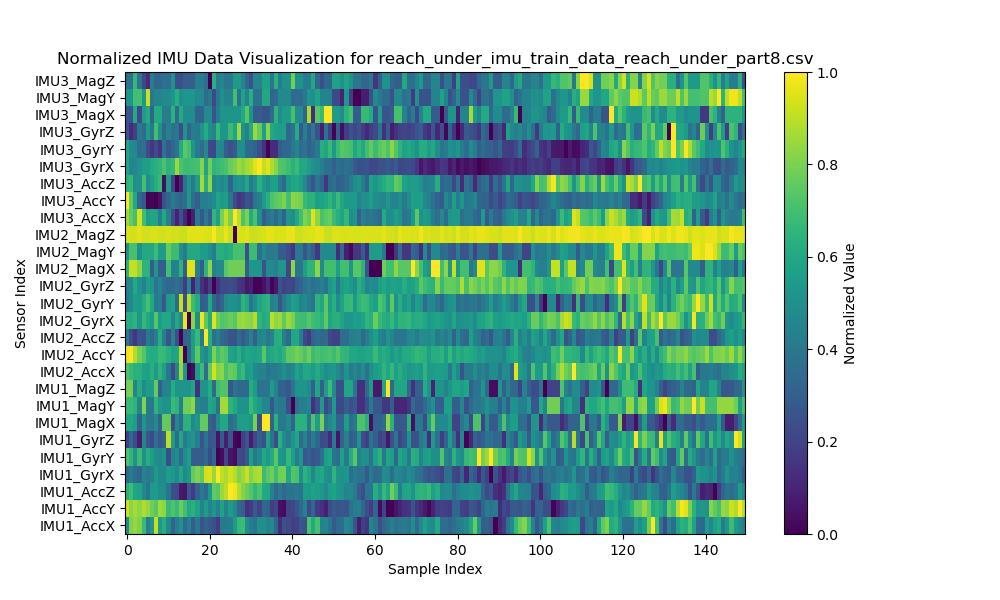 Normalized IMU Data Visualization for reach_under_imu_train_data_reach_under_part8.csv
IMU3_MagZ
IMU3_MagY
IMU3_MagX
IMU3_GyrZ
IMU3_GyrY
IMU3_GyrX
IMU3_AccZ
IMU3_AccY
IMU3_AccX
IMU2_MagZ
IMU2_MagY
IMU2_MagX
IMU2_GyrZ
IMU2_GyrY
IMU2_GyrX
IMU2_AccZ
IMU2_AccY
IMU2_AccX
IMU1_MagZ
IMU1_MagY
IMU1_MagX
IMU1_GyrZ
IMU1_GyrY
IMU1_GyrX
IMU1_AccZ
IMU1_AccY
IMU1_AccX
Sensor Index
0 20 40 60 80 100 120 140
Sample Index
1.0
0.8
0.6
0.4
0.2
0.0
Normalized Value